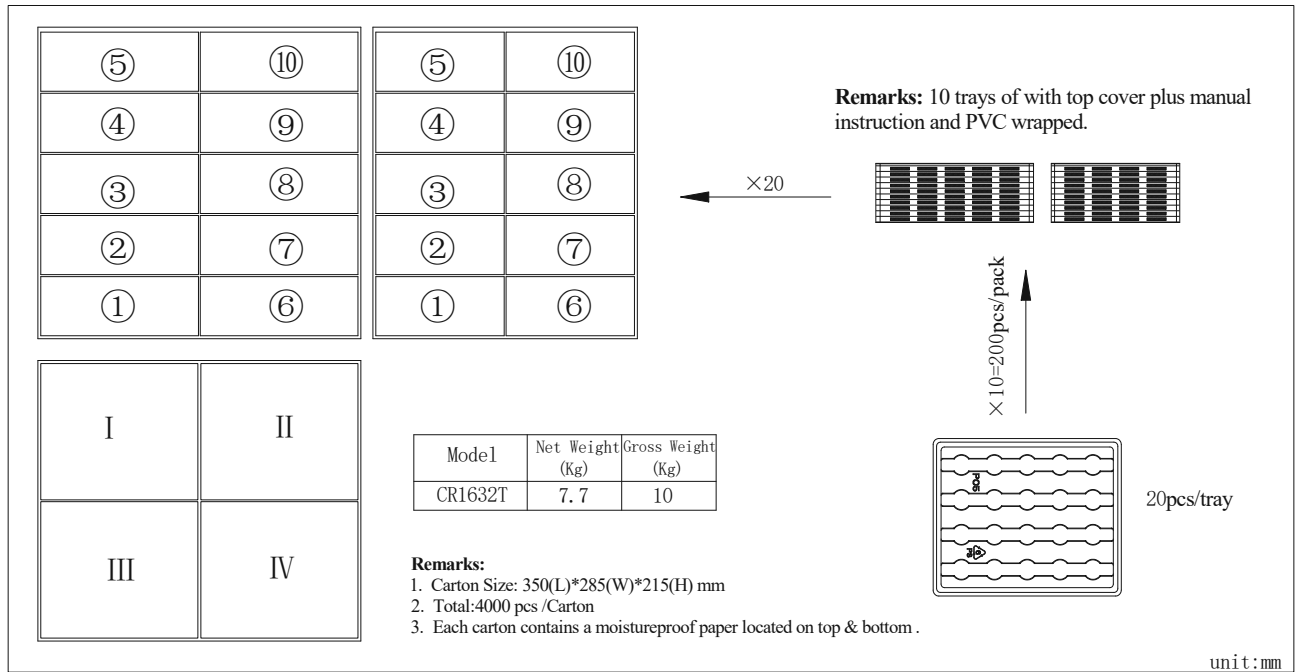 ⑤ ⑩ ⑤ ⑩
④ ⑨ ④ ⑨
③ ⑧ ③ ⑧
② ⑦ ② ⑦
① ⑥ ① ⑥
Remarks: 10 trays of with top cover plus manual
instruction and PVC wrapped.
×20
×10=200pcs/pack
20pcs/tray
PO5
6
PS
I II
III IV
Model Net Weight (Kg) Gross Weight (Kg)
CR1632T 7.7 10
Remarks:
1. Carton Size: 350(L)*285(W)*215(H) mm
2. Total:4000 pcs /Carton
3. Each carton contains a moistureproof paper located on top & bottom .
unit:mm